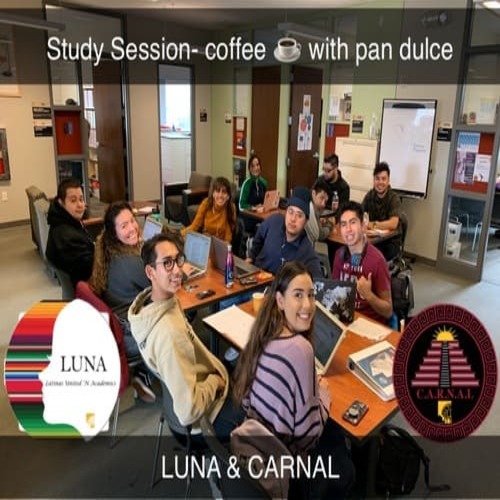 Study Session- coffee ☕ with pan dulce
LUNA
Latinas United 'N Academics
C.A.R.N.A.L
LUNA & CARNAL